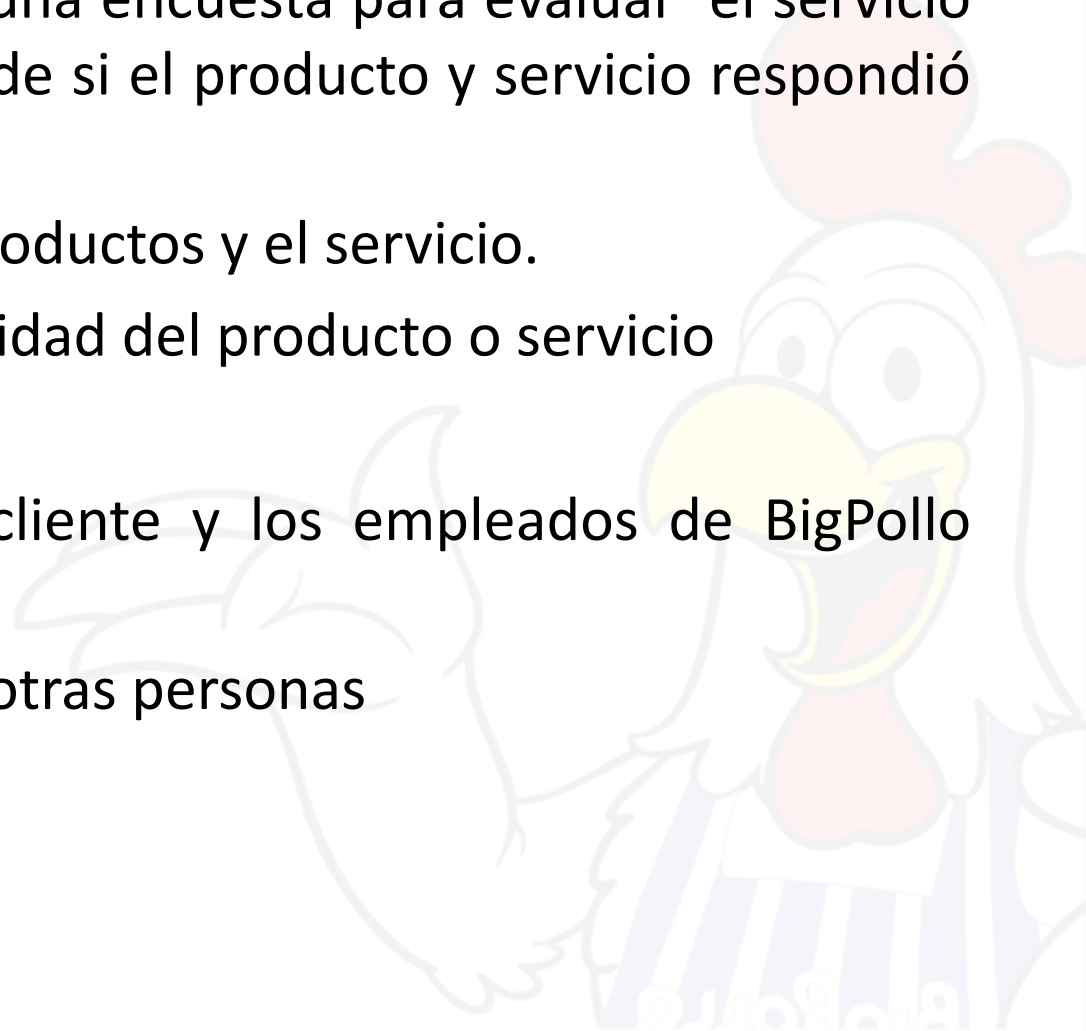 una encuesta para evaluar el servicio
de si el producto y servicio respondió
oductos y el servicio.
idad del producto o servicio
cliente y los empleados de BigPollo
otras personas
BigPollo